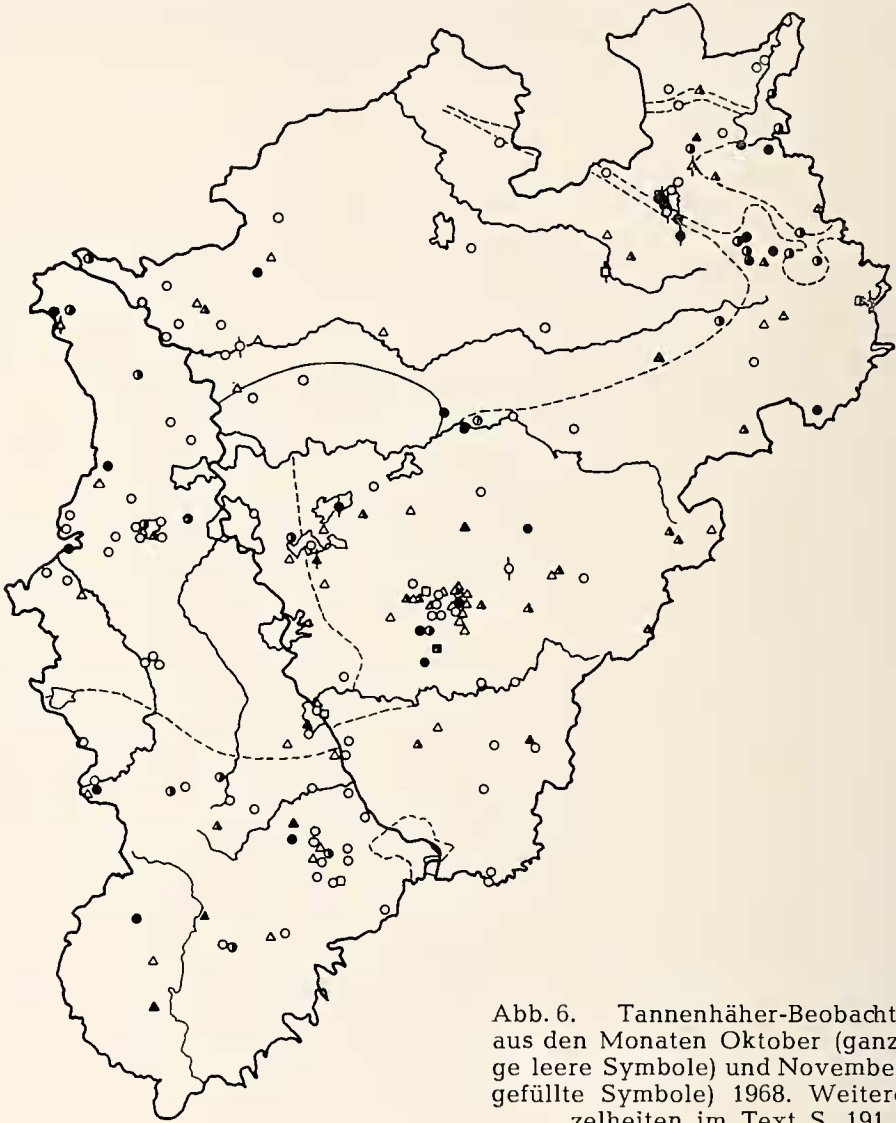 Abb. 6. Tannenhäher-Beobacht
aus den Monaten Oktober (ganz
ge leere Symbole) und Novembe
gefüllte Symbole) 1968. Weitere
zelheiten im Text S. 191